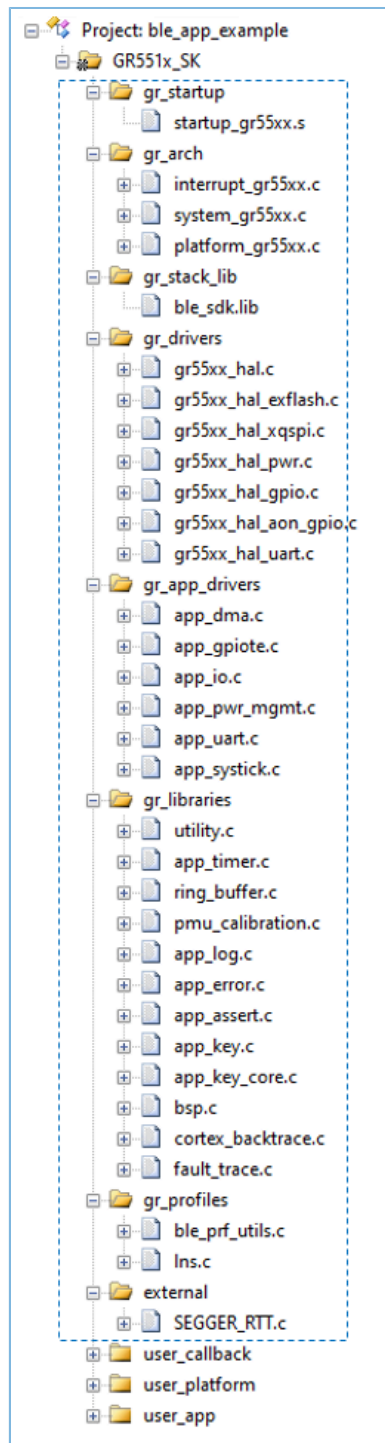 Project: ble_app_example
GR551x_SK
gr_startup
startup_gr55xx.s
gr_arch
interrupt_gr55xx.c
system_gr55xx.c
platform_gr55xx.c
gr_stack_lib
ble_sdk.lib
gr_drivers
gr55xx_hal.c
gr55xx_hal_exflash.c
gr55xx_hal_xqspi.c
gr55xx_hal_pwr.c
gr55xx_hal_gpio.c
gr55xx_hal_aon_gpio.c
gr55xx_hal_uart.c
gr_app_drivers
app_dma.c
app_gpiote.c
app_io.c
app_pwr_mgmt.c
app_uart.c
app_systick.c
gr_libraries
utility.c
app_timer.c
ring_buffer.c
pmu_calibration.c
app_log.c
app_error.c
app_assert.c
app_key.c
app_key_core.c
bsp.c
cortex_backtrace.c
fault_trace.c
gr_profiles
ble_prf_utils.c
lns.c
external
SEGGER_RTT.c
user_callback
user_platform
user_app